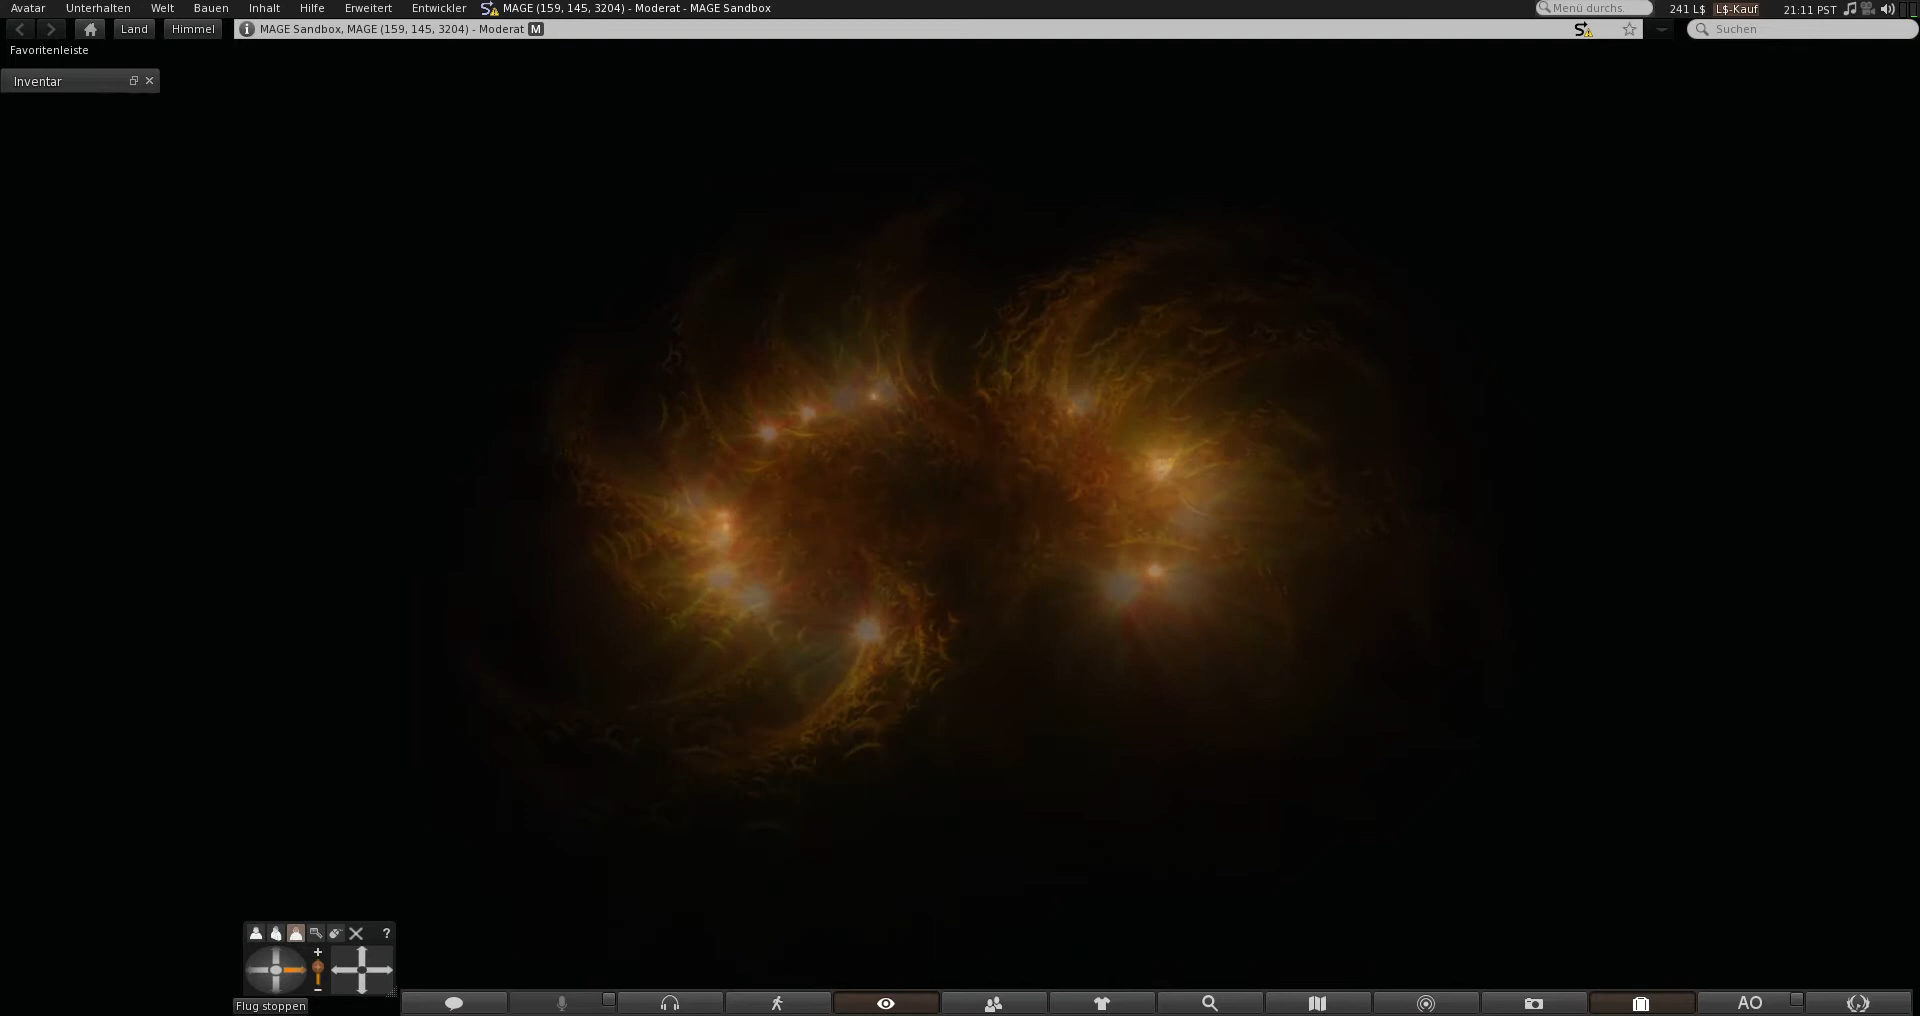 Avatar Unterhalten Welt Bauen Inhalt Hilfe Erweitert Entwickler MAGE (159, 145, 3204) - Moderat - MAGE Sandbox Menü durchs. 241 L$ L$-Kauf 21:11 PST
Land Himmel MAGE Sandbox, MAGE (159, 145, 3204) - Moderat M Suchen
Favoritenleiste
Inventar
?
Flug stoppen
AO